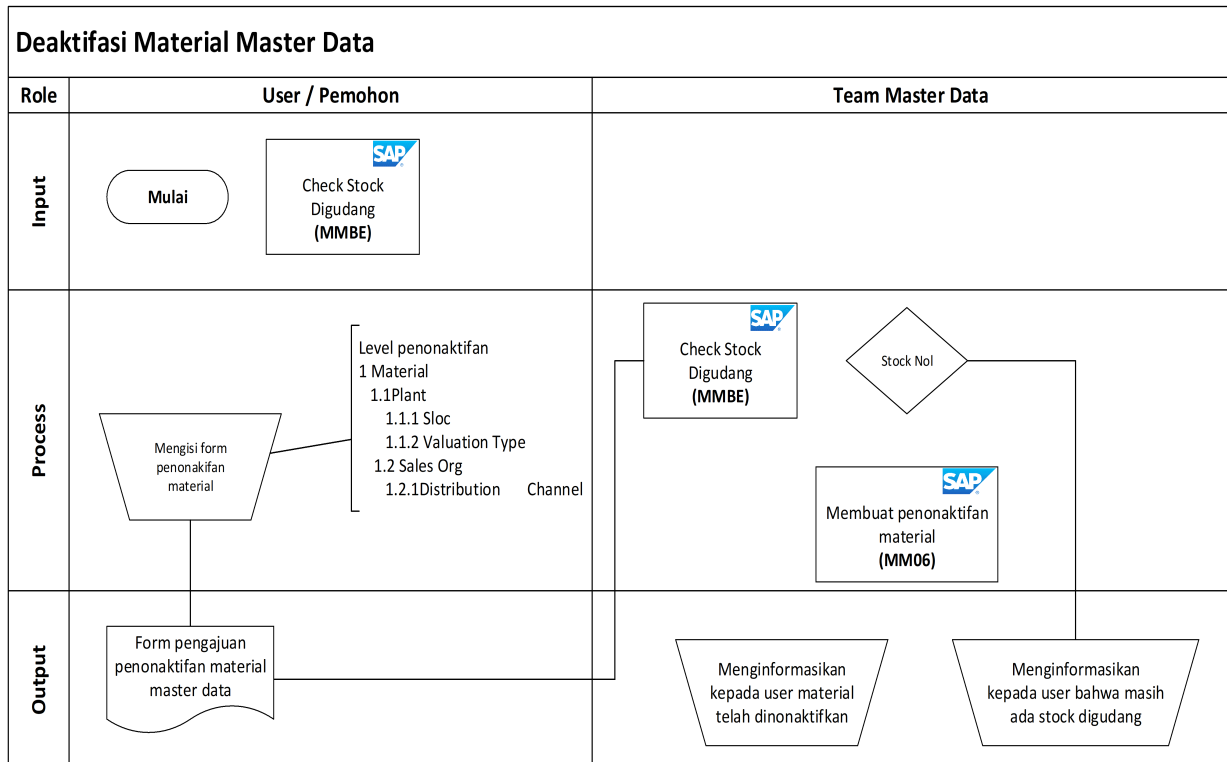 Deaktifasi Material Master Data
Role
User / Pemohon
Team Master Data
Input
Mulai
SAP
Check Stock
Digudang
(MMBE)
Process
Mengisi form
penonakifan
material
Level penonaktifan
1 Material
1.1Plant
1.1.1 Sloc
1.1.2 Valuation Type
1.2 Sales Org
1.2.1Distribution Channel
SAP
Check Stock
Digudang
(MMBE)
Stock Nol
SAP
Membuat penonaktifan
material
(MM06)
Output
Form pengajuan
penonaktifan material
master data
Menginformasikan
kepada user material
telah dinonaktifkan
Menginformasikan
kepada user bahwa masih
ada stock digudang